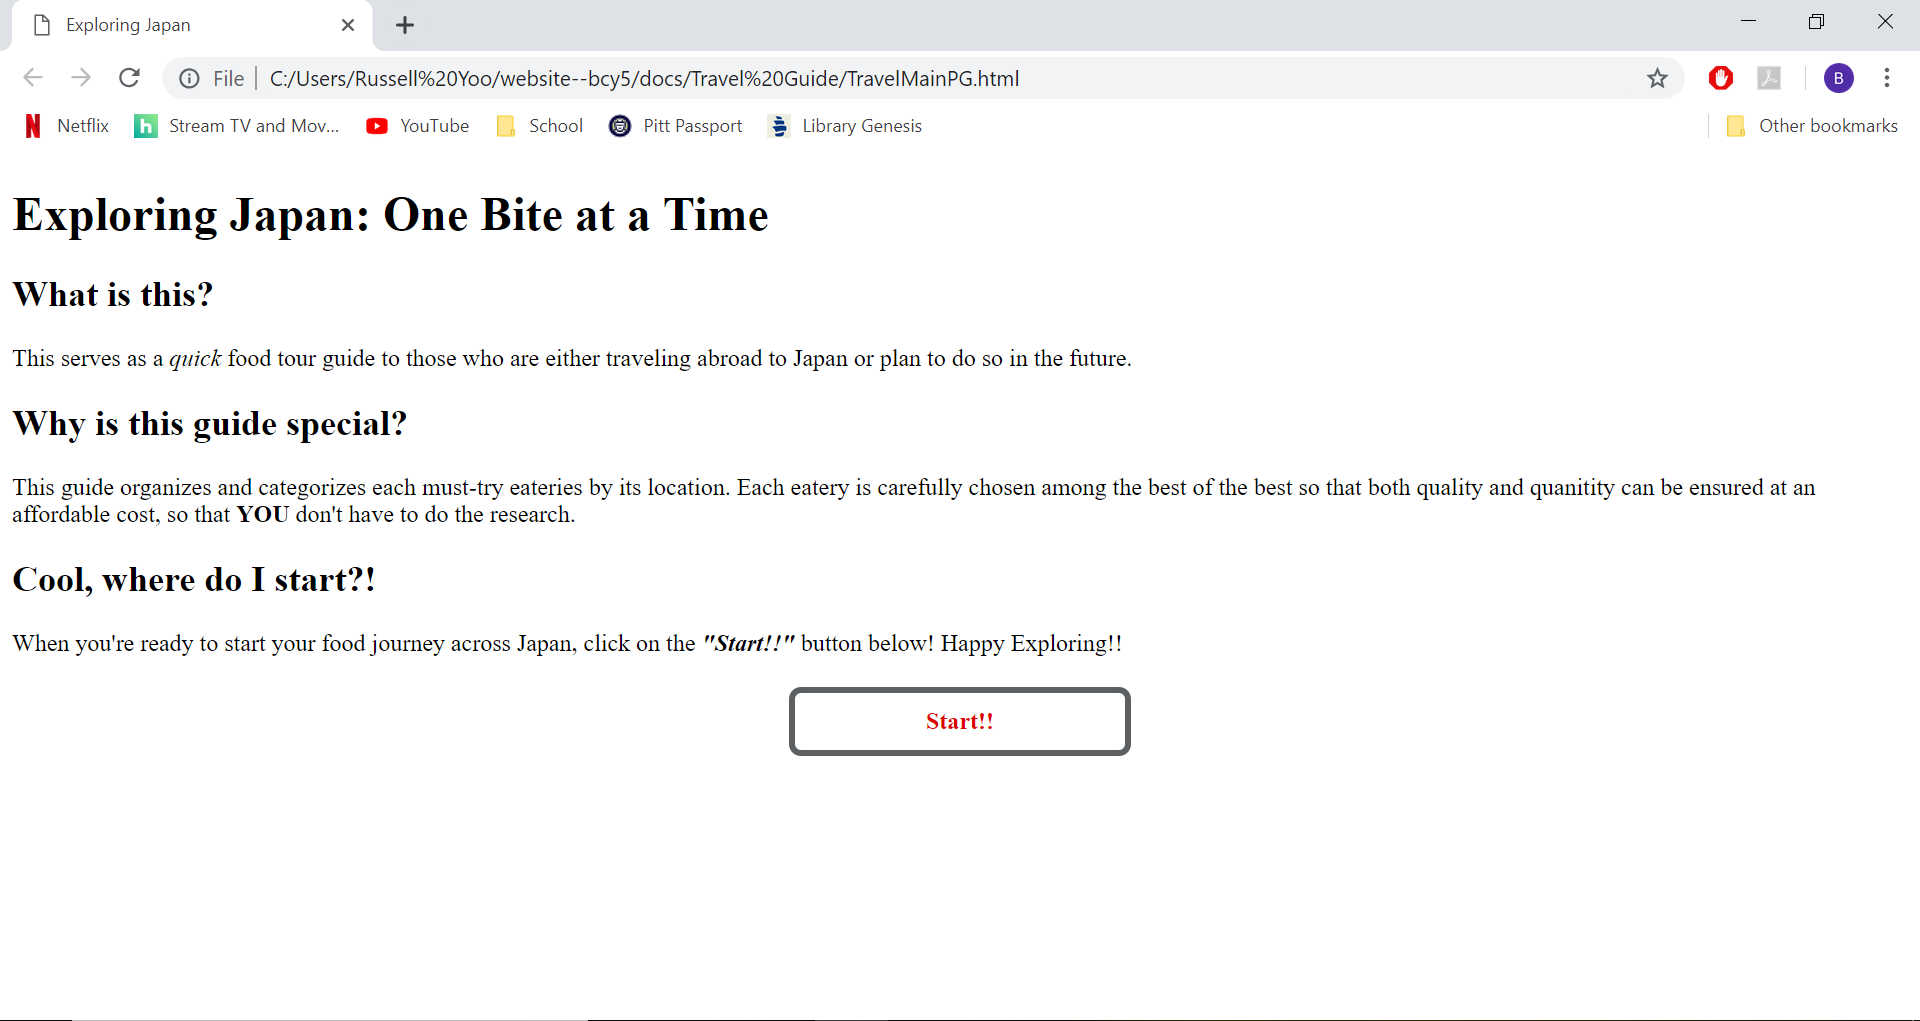 Exploring Japan
File C:/Users/Russell%20Yoo/website--bcy5/docs/Travel%20Guide/TravelMainPG.html
B
Netflix Stream TV and Mov... YouTube School Pitt Passport Library Genesis Other bookmarks
Exploring Japan: One Bite at a Time
What is this?
This serves as a quick food tour guide to those who are either traveling abroad to Japan or plan to do so in the future.
Why is this guide special?
This guide organizes and categorizes each must-try eateries by its location. Each eatery is carefully chosen among the best of the best so that both quality and quanitity can be ensured at an
affordable cost, so that YOU don't have to do the research.
Cool, where do I start?!
When you're ready to start your food journey across Japan, click on the "Start!!" button below! Happy Exploring!!
Start!!